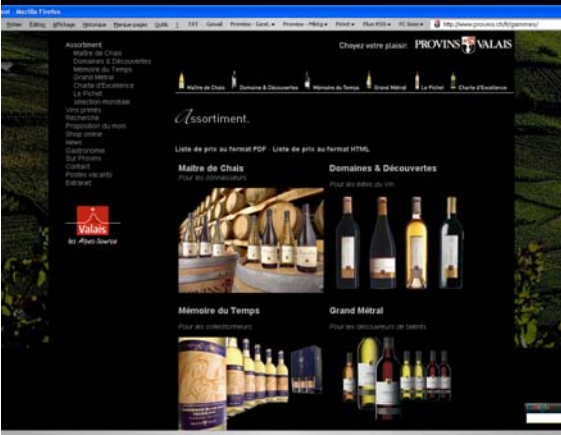 Mozilla Firefox
Édition Affichage Historique Marque-pages Outils ?
TXT Gmail
http://www.provins.ch/fr/gammes/
Assortiment
Maître de Chais
Domaines & Découvertes
Mémoire du Temps
Grand Métral
Charte d'Excellence
Le Pichet
sélection mondiale
Vins primés
Recherche
Proposition du mois
Shop online
News
Gastronomie
Sur Provins
Contact
Postes vacants
Extranet
Valais
les Alpes-Source
Choyez votre plaisir. PROVINS VALAIS
Maître de Chais Domaine & Découvertes Mémoire du Temps Grand Métral Le Pichet Charte d'Excellence
Assortiment.
Liste de prix au format PDF - Liste de prix au format HTML
Maître de Chais
Pour les connaisseurs.
Domaines & Découvertes
Pour les élites du Vin.
Mémoire du Temps
Pour les collectionneurs.
Grand Métral
Pour les découvreurs de talents.